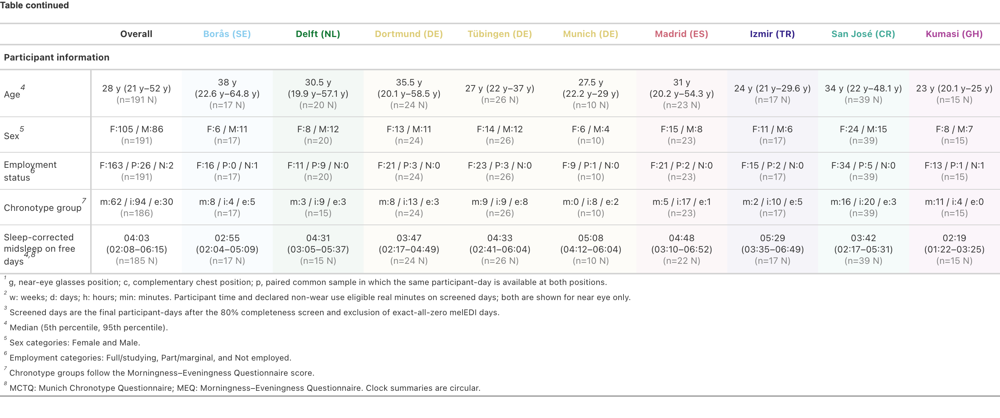 Table continued
Overall Borås (SE) Delft (NL) Dortmund (DE) Tübingen (DE) Munich (DE) Madrid (ES) Izmir (TR) San José (CR) Kumasi (GH)
Participant information
Age4 28 y (21 y–52 y) (n=191 N) 38 y (22.6 y–64.8 y) (n=17 N) 30.5 y (19.9 y–57.1 y) (n=20 N) 35.5 y (20.1 y–58.5 y) (n=24 N) 27 y (22 y–37 y) (n=26 N) 27.5 y (22.2 y–29 y) (n=10 N) 31 y (20.2 y–54.3 y) (n=23 N) 24 y (21 y–29.6 y) (n=17 N) 34 y (22 y–48.1 y) (n=39 N) 23 y (20.1 y–25 y) (n=15 N)
Sex5 F:105 / M:86 (n=191) F:6 / M:11 (n=17) F:8 / M:12 (n=20) F:13 / M:11 (n=24) F:14 / M:12 (n=26) F:6 / M:4 (n=10) F:15 / M:8 (n=23) F:11 / M:6 (n=17) F:24 / M:15 (n=39) F:8 / M:7 (n=15)
Employment status6 F:163 / P:26 / N:2 (n=191) F:16 / P:0 / N:1 (n=17) F:11 / P:9 / N:0 (n=20) F:21 / P:3 / N:0 (n=24) F:23 / P:3 / N:0 (n=26) F:9 / P:1 / N:0 (n=10) F:21 / P:2 / N:0 (n=23) F:15 / P:2 / N:0 (n=17) F:34 / P:5 / N:0 (n=39) F:13 / P:1 / N:1 (n=15)
Chronotype group7 m:62 / i:94 / e:30 (n=186) m:8 / i:4 / e:5 (n=17) m:3 / i:9 / e:3 (n=15) m:8 / i:13 / e:3 (n=24) m:9 / i:9 / e:8 (n=26) m:0 / i:8 / e:2 (n=10) m:5 / i:17 / e:1 (n=23) m:2 / i:10 / e:5 (n=17) m:16 / i:20 / e:3 (n=39) m:11 / i:4 / e:0 (n=15)
Sleep-corrected midsleep on free days4,8 04:03 (02:08–06:15) (n=185 N) 02:55 (02:04–05:09) (n=17 N) 04:31 (03:05–05:37) (n=15 N) 03:47 (02:17–04:49) (n=24 N) 04:33 (02:41–06:04) (n=26 N) 05:08 (04:12–06:04) (n=10 N) 04:48 (03:10–06:52) (n=22 N) 05:29 (03:35–06:49) (n=17 N) 03:42 (02:17–05:31) (n=39 N) 02:19 (01:22–03:25) (n=15 N)
1 g, near-eye glasses position; c, complementary chest position; p, paired common sample in which the same participant-day is available at both positions.
2 w: weeks; d: days; h: hours; min: minutes. Participant time and declared non-wear use eligible real minutes on screened days; both are shown for near eye only.
3 Screened days are the final participant-days after the 80% completeness screen and exclusion of exact-all-zero melEDI days.
4 Median (5th percentile, 95th percentile).
5 Sex categories: Female and Male.
6 Employment categories: Full/studying, Part/marginal, and Not employed.
7 Chronotype groups follow the Morningness–Eveningness Questionnaire score.
8 MCTQ: Munich Chronotype Questionnaire; MEQ: Morningness–Eveningness Questionnaire. Clock summaries are circular.